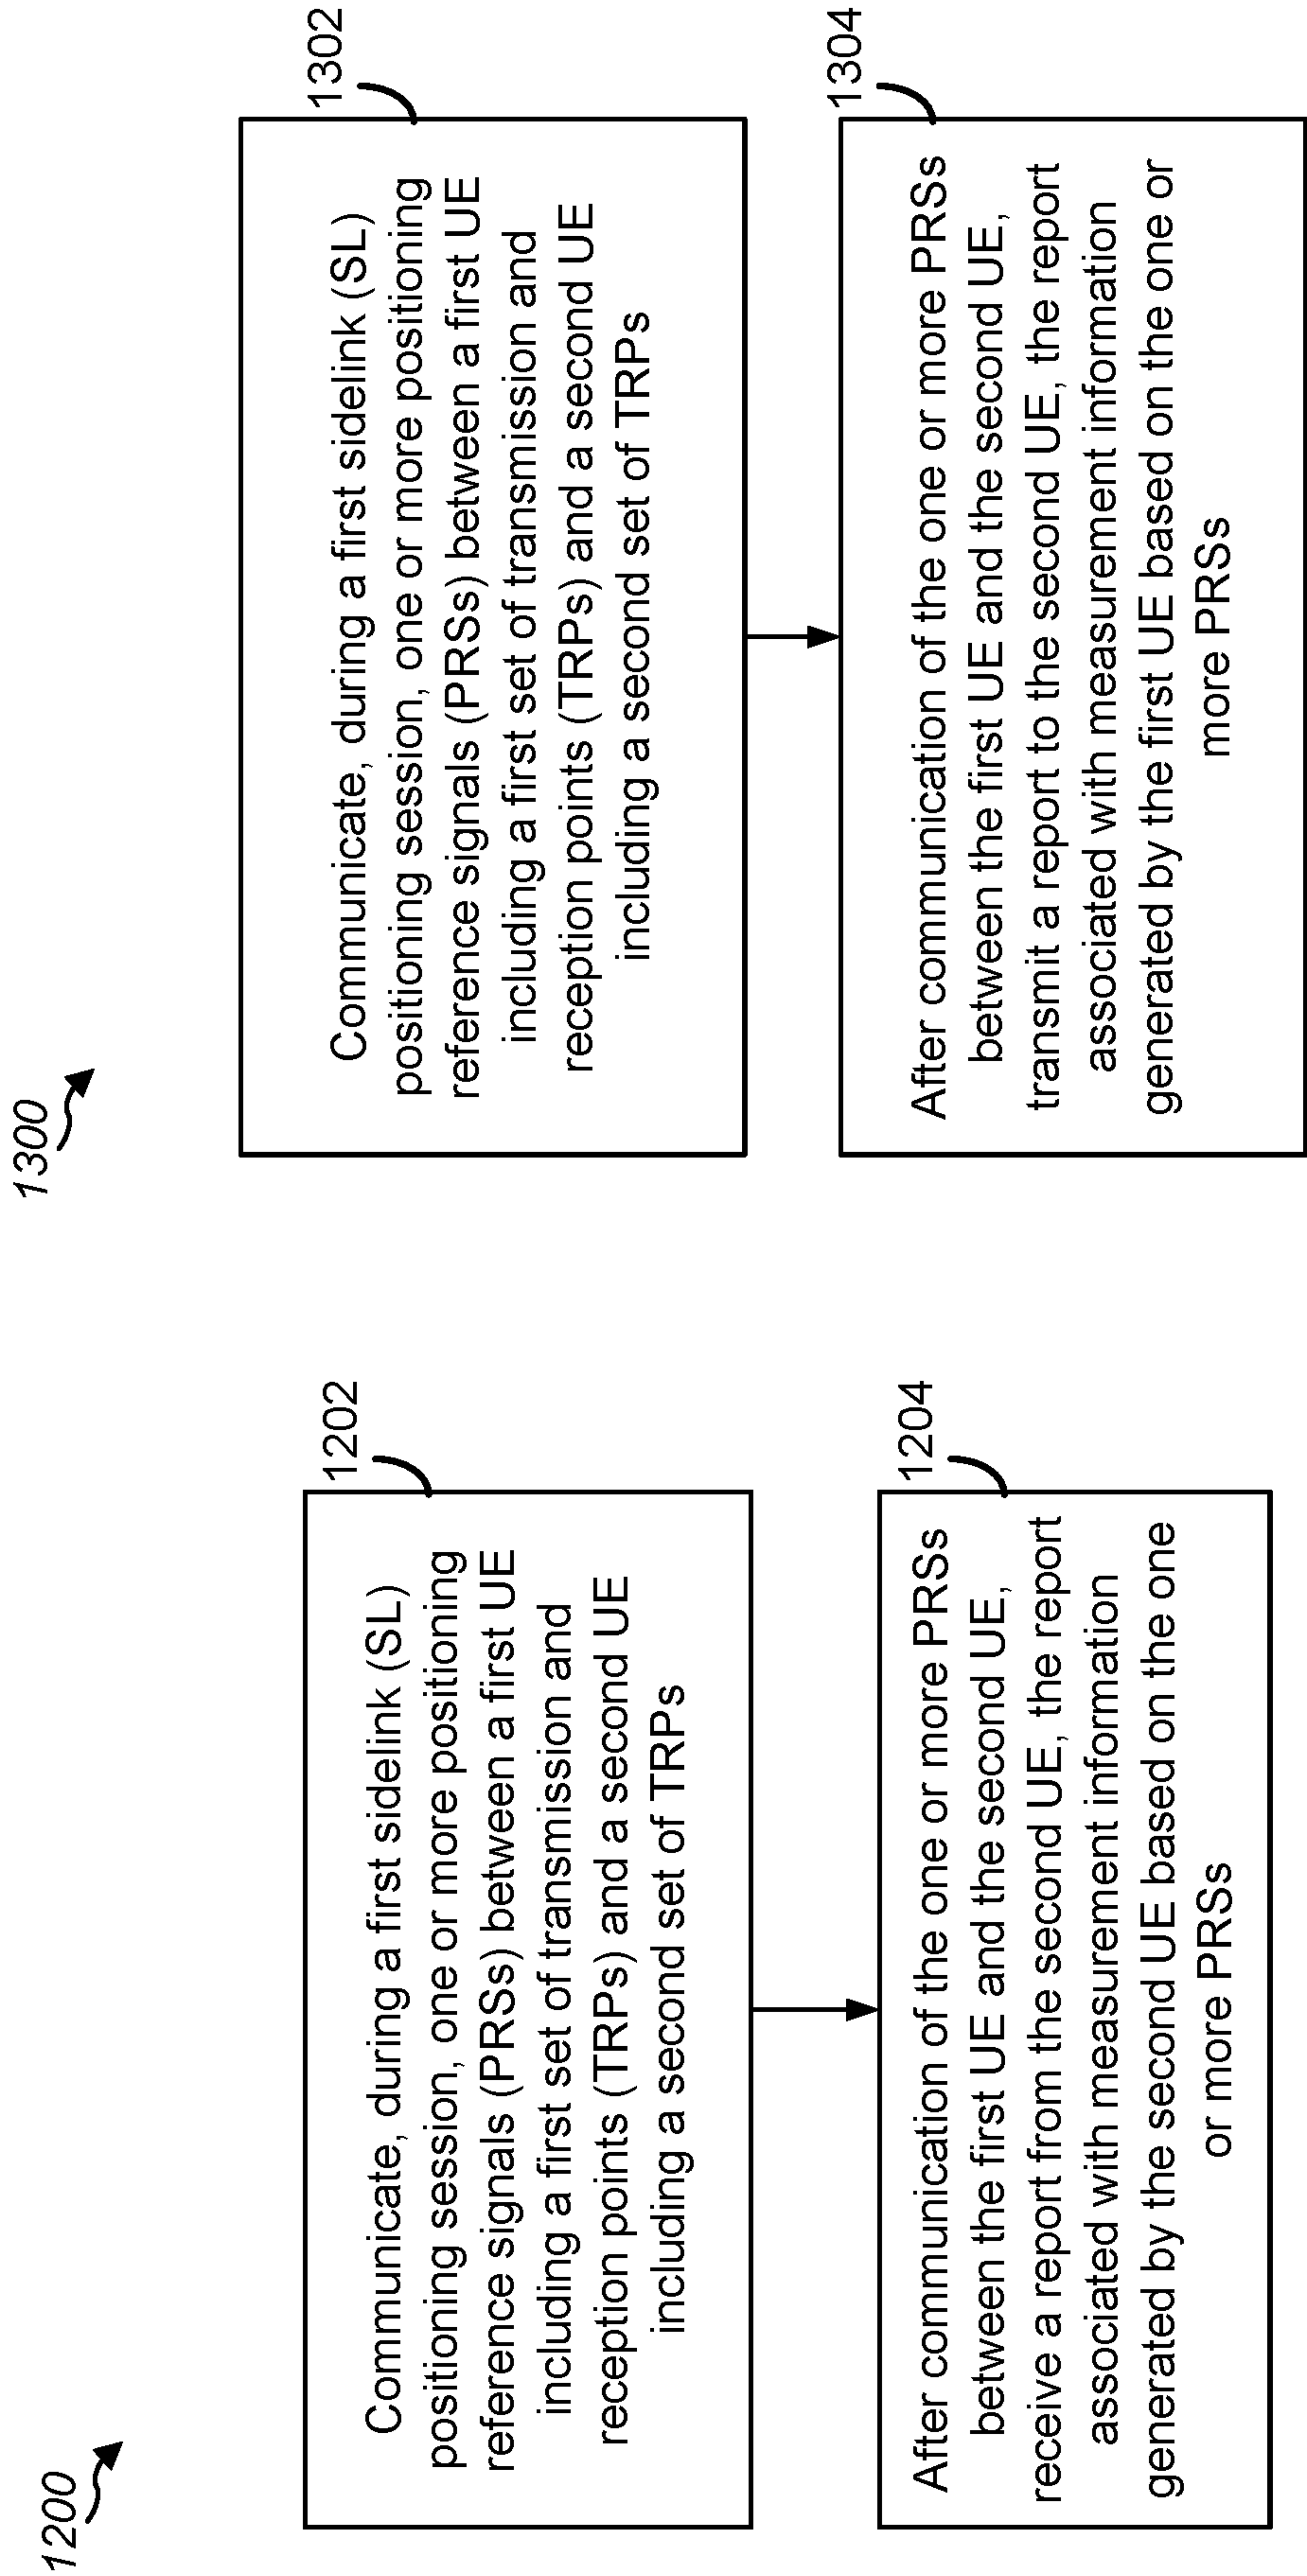 1200
1202
Communicate, during a first sidelink (SL)
positioning session, one or more positioning
reference signals (PRSs) between a first UE
including a first set of transmission and
reception points (TRPs) and a second UE
including a second set of TRPs
1204
After communication of the one or more PRSs
between the first UE and the second UE,
receive a report from the second UE, the report
associated with measurement information
generated by the second UE based on the one
or more PRSs
1300
1302
Communicate, during a first sidelink (SL)
positioning session, one or more positioning
reference signals (PRSs) between a first UE
including a first set of transmission and
reception points (TRPs) and a second UE
including a second set of TRPs
1304
After communication of the one or more PRSs
between the first UE and the second UE,
transmit a report to the second UE, the report
associated with measurement information
generated by the first UE based on the one or
more PRSs